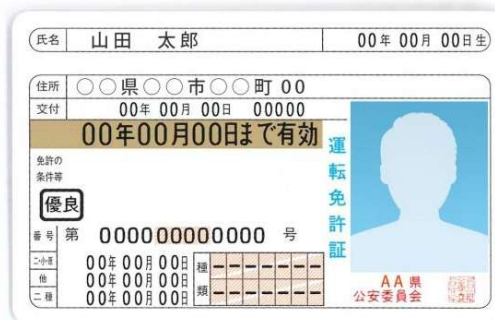 氏名 山田 太郎 00年 00月 00日生
住所 ○○県○○市○○町 00
交付 00年 00月 00日 00000
00年00月00日まで有効
免許の
条件等
優良
番号 第 000000000000 号
二・小・原 00年 00月 00日
他 00年 00月 00日
二種 00年 00月 00日
種類 - - - - - - -
- - - - - - -
運転免許証
AA県
公安委員会